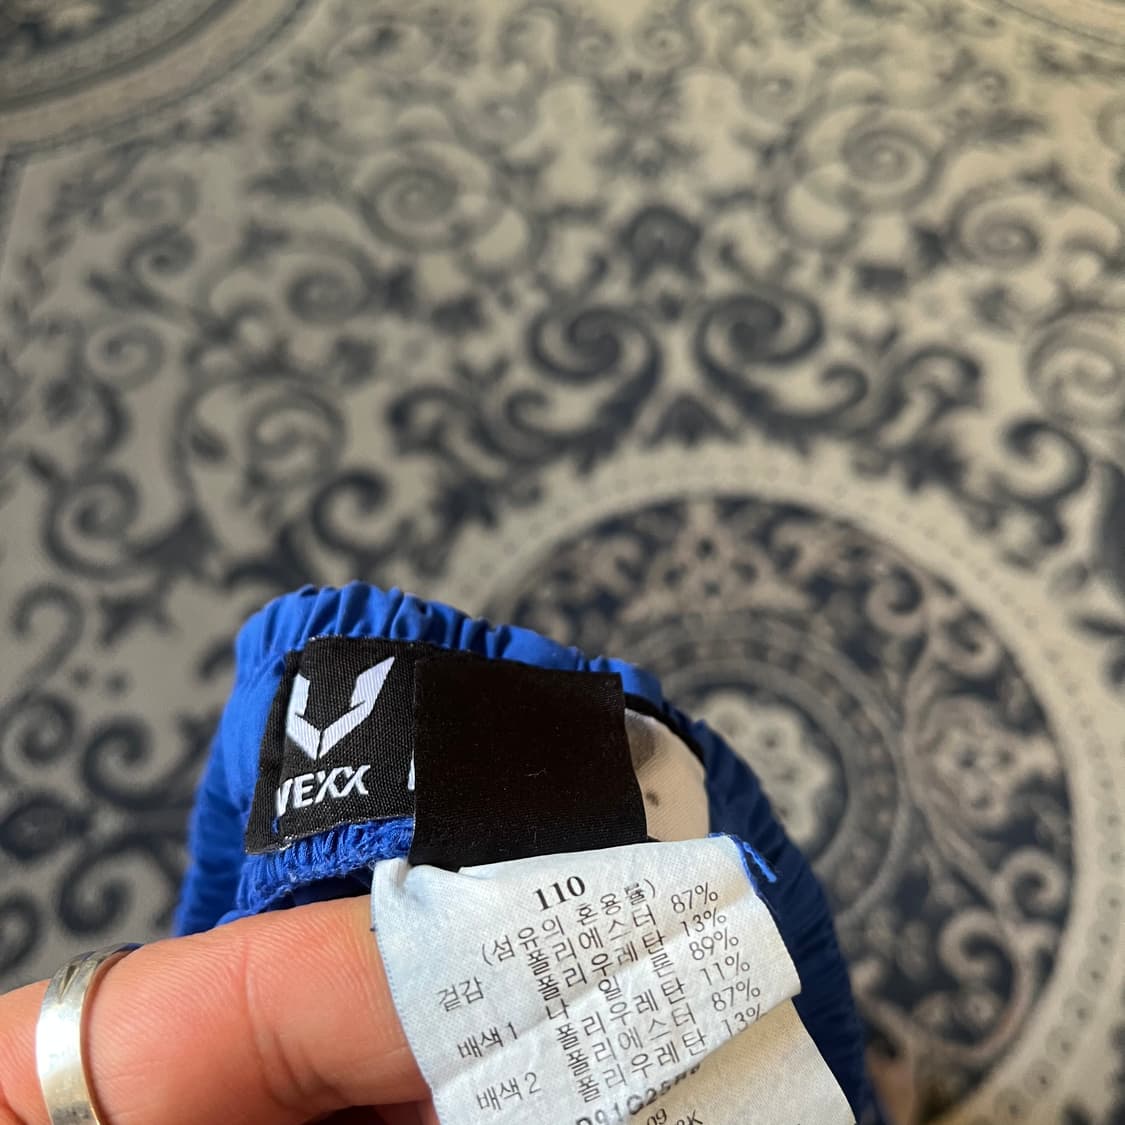 VEXX
110
(섬유의 혼용률)
겉감 폴리에스터 87%
폴리우레탄 13%
배색1 나일론 89%
폴리우레탄 11%
배색2 폴리에스터 87%
폴리우레탄 13%
09